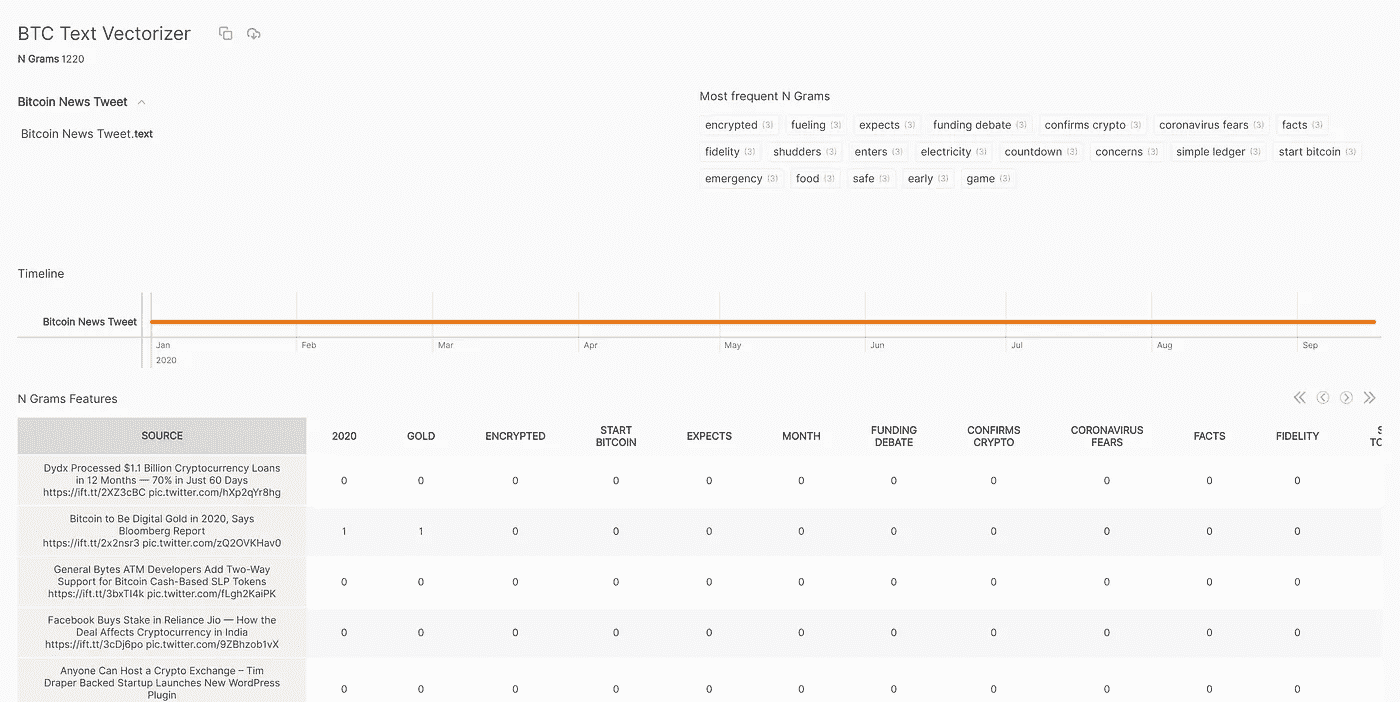 BTC Text Vectorizer
N Grams 1220
Bitcoin News Tweet
Bitcoin News Tweet.text
Most frequent N Grams
encrypted (3) fueling (3) expects (3) funding debate (3) confirms crypto (3) coronavirus fears (3) facts (3)
fidelity (3) shudders (3) enters (3) electricity (3) countdown (3) concerns (3) simple ledger (3) start bitcoin (3)
emergency (3) food (3) safe (3) early (3) game (3)
Timeline
Bitcoin News Tweet
Jan Feb Mar Apr May Jun Jul Aug Sep
2020
N Grams Features
SOURCE 2020 GOLD ENCRYPTED START BITCOIN EXPECTS MONTH FUNDING DEBATE CONFIRMS CRYPTO CORONAVIRUS FEARS FACTS FIDELITY
Dydx Processed $1.1 Billion Cryptocurrency Loans
in 12 Months — 70% in Just 60 Days
https://ift.tt/2XZ3cBC pic.twitter.com/hXp2qYr8hg
0 0 0 0 0 0 0 0 0 0 0
Bitcoin to Be Digital Gold in 2020, Says
Bloomberg Report
https://ift.tt/2x2nsr3 pic.twitter.com/zQ2OVKHav0
1 1 0 0 0 0 0 0 0 0 0
General Bytes ATM Developers Add Two-Way
Support for Bitcoin Cash-Based SLP Tokens
https://ift.tt/3bxTI4k pic.twitter.com/fLgh2KaiPK
0 0 0 0 0 0 0 0 0 0 0
Facebook Buys Stake in Reliance Jio — How the
Deal Affects Cryptocurrency in India
https://ift.tt/3cDj6po pic.twitter.com/9ZBhzob1vX
0 0 0 0 0 0 0 0 0 0 0
Anyone Can Host a Crypto Exchange – Tim
Draper Backed Startup Launches New WordPress
Plugin
0 0 0 0 0 0 0 0 0 0 0